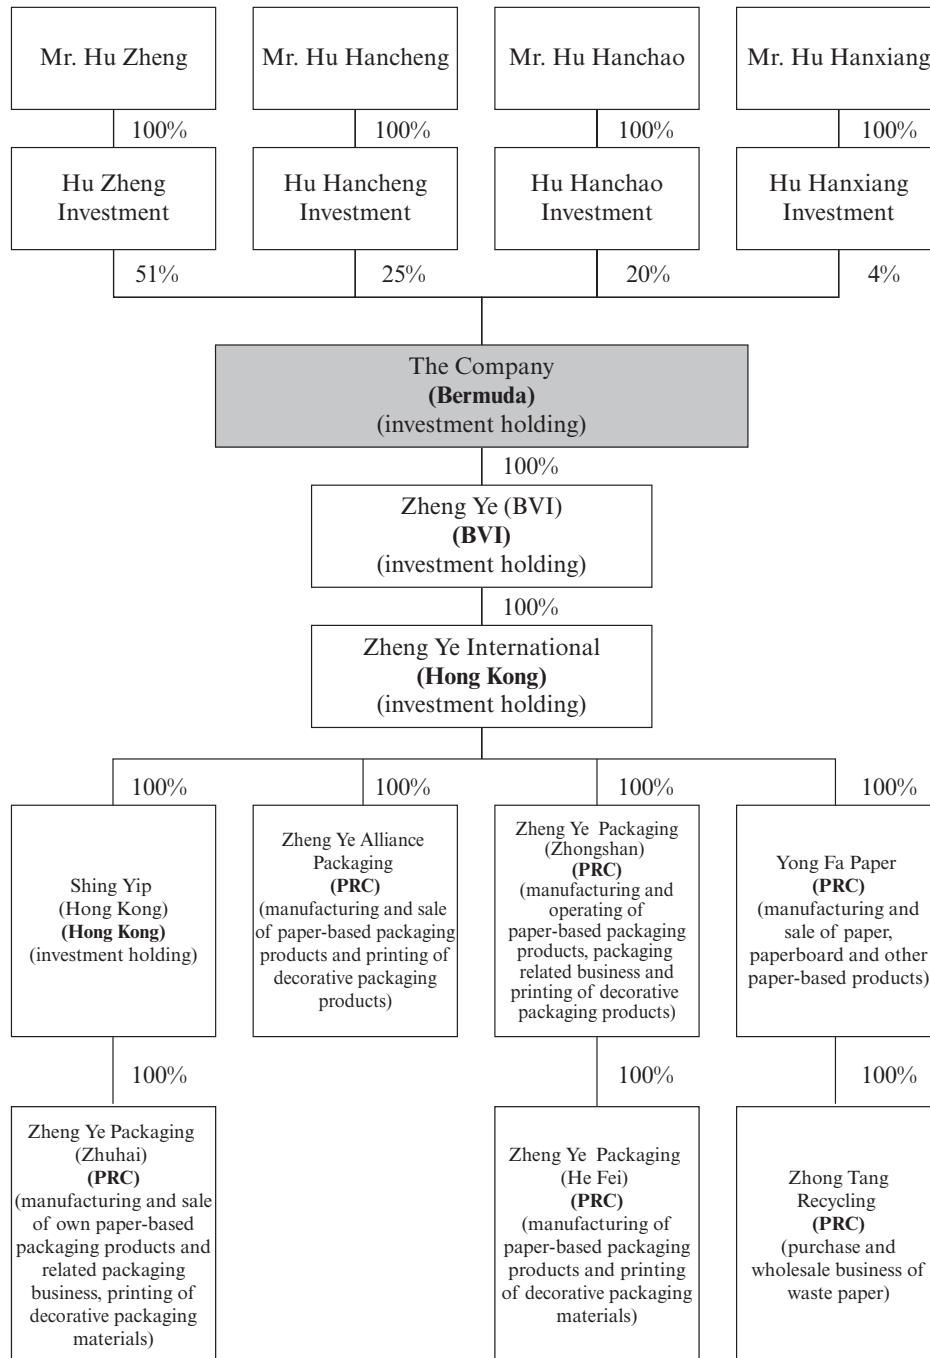 Mr. Hu Zheng
Mr. Hu Hancheng
Mr. Hu Hanchao
Mr. Hu Hanxiang
100%
100%
100%
100%
Hu Zheng
Investment
Hu Hancheng
Investment
Hu Hanchao
Investment
Hu Hanxiang
Investment
51%
25%
20%
4%
The Company
(Bermuda)
(investment holding)
100%
Zheng Ye (BVI)
(BVI)
(investment holding)
100%
Zheng Ye International
(Hong Kong)
(investment holding)
100%
100%
100%
100%
Shing Yip
(Hong Kong)
(Hong Kong)
(investment holding)
Zheng Ye Alliance
Packaging
(PRC)
(manufacturing and sale
of paper-based packaging
products and printing of
decorative packaging
products)
Zheng Ye Packaging
(Zhongshan)
(PRC)
(manufacturing and
operating of
paper-based packaging
products, packaging
related business and
printing of decorative
packaging products)
Yong Fa Paper
(PRC)
(manufacturing and
sale of paper,
paperboard and other
paper-based products)
100%
100%
100%
Zheng Ye Packaging
(Zhuhai)
(PRC)
(manufacturing and sale
of own paper-based
packaging products and
related packaging
business, printing of
decorative packaging
materials)
Zheng Ye Packaging
(He Fei)
(PRC)
(manufacturing of
paper-based packaging
products and printing
of decorative packaging
materials)
Zhong Tang
Recycling
(PRC)
(purchase and
wholesale business of
waste paper)